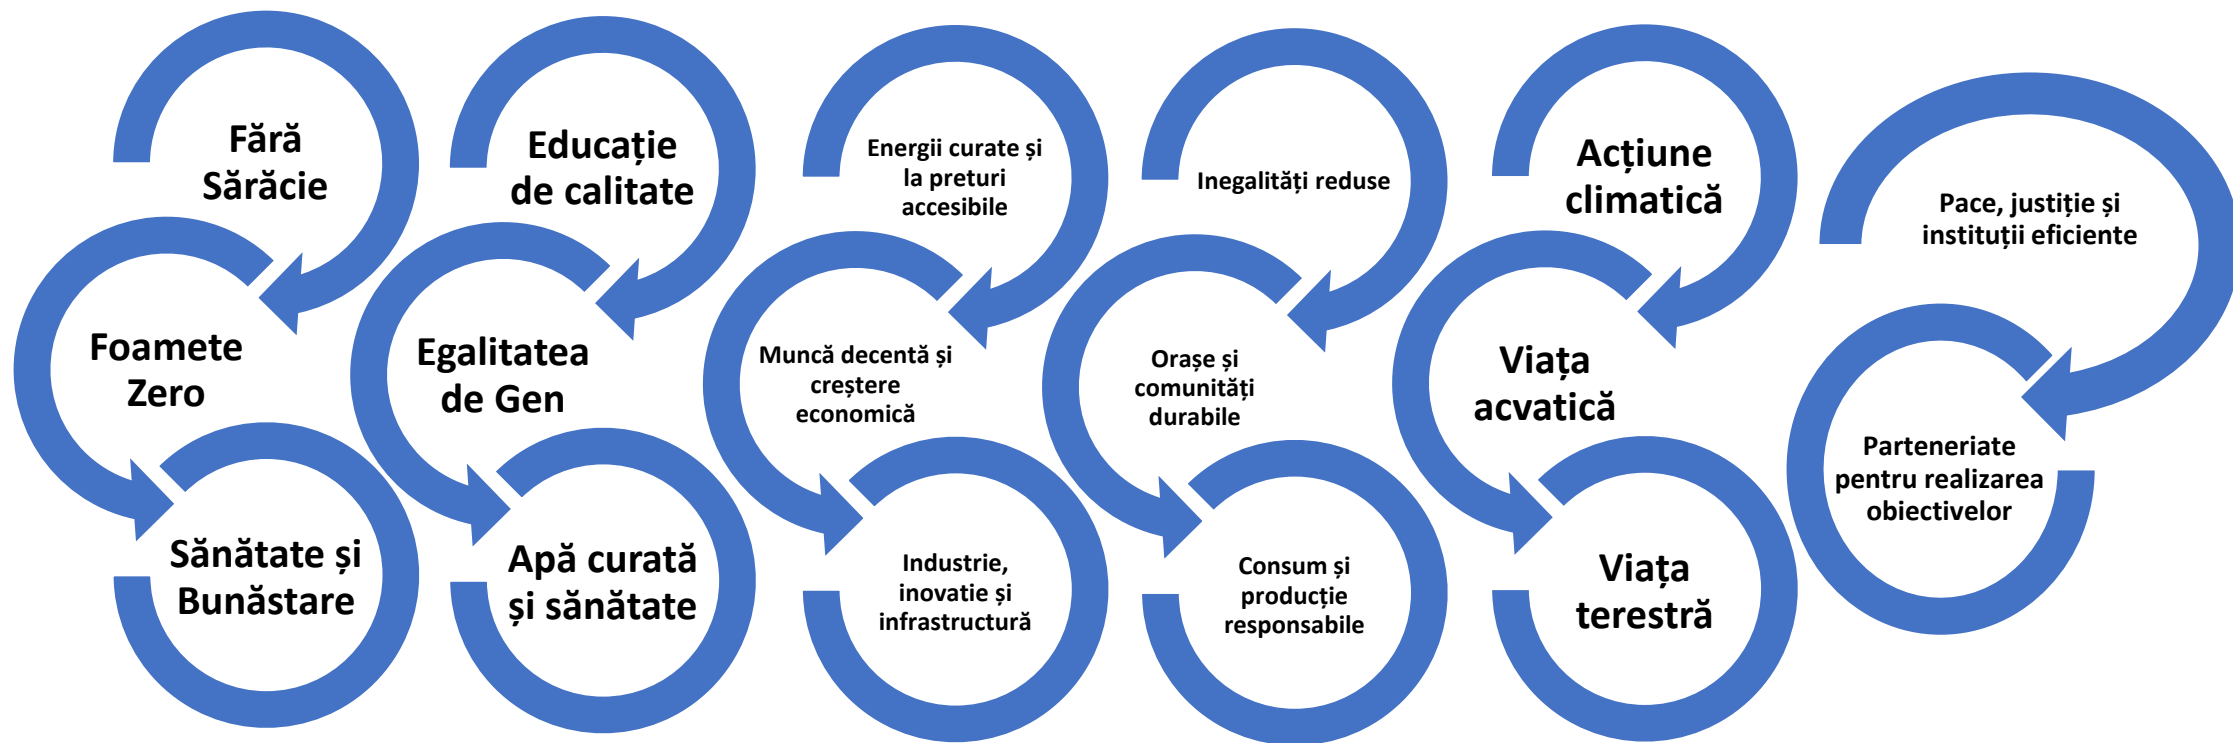 Fără
Sărăcie
Foamete
Zero
Sănătate și
Bunăstare
Educație
de calitate
Egalitatea
de Gen
Apă curată
și sănătate
Energii curate și
la preturi
accesibile
Muncă decentă și
creștere
economică
Industrie,
inovatie și
infrastructură
Inegalități reduse
Orașe și
comunități
durabile
Consum și
producție
responsabile
Acțiune
climatică
Viața
acvatică
Viața
terestră
Pace, justiție și
instituții eficiente
Parteneriate
pentru realizarea
obiectivelor